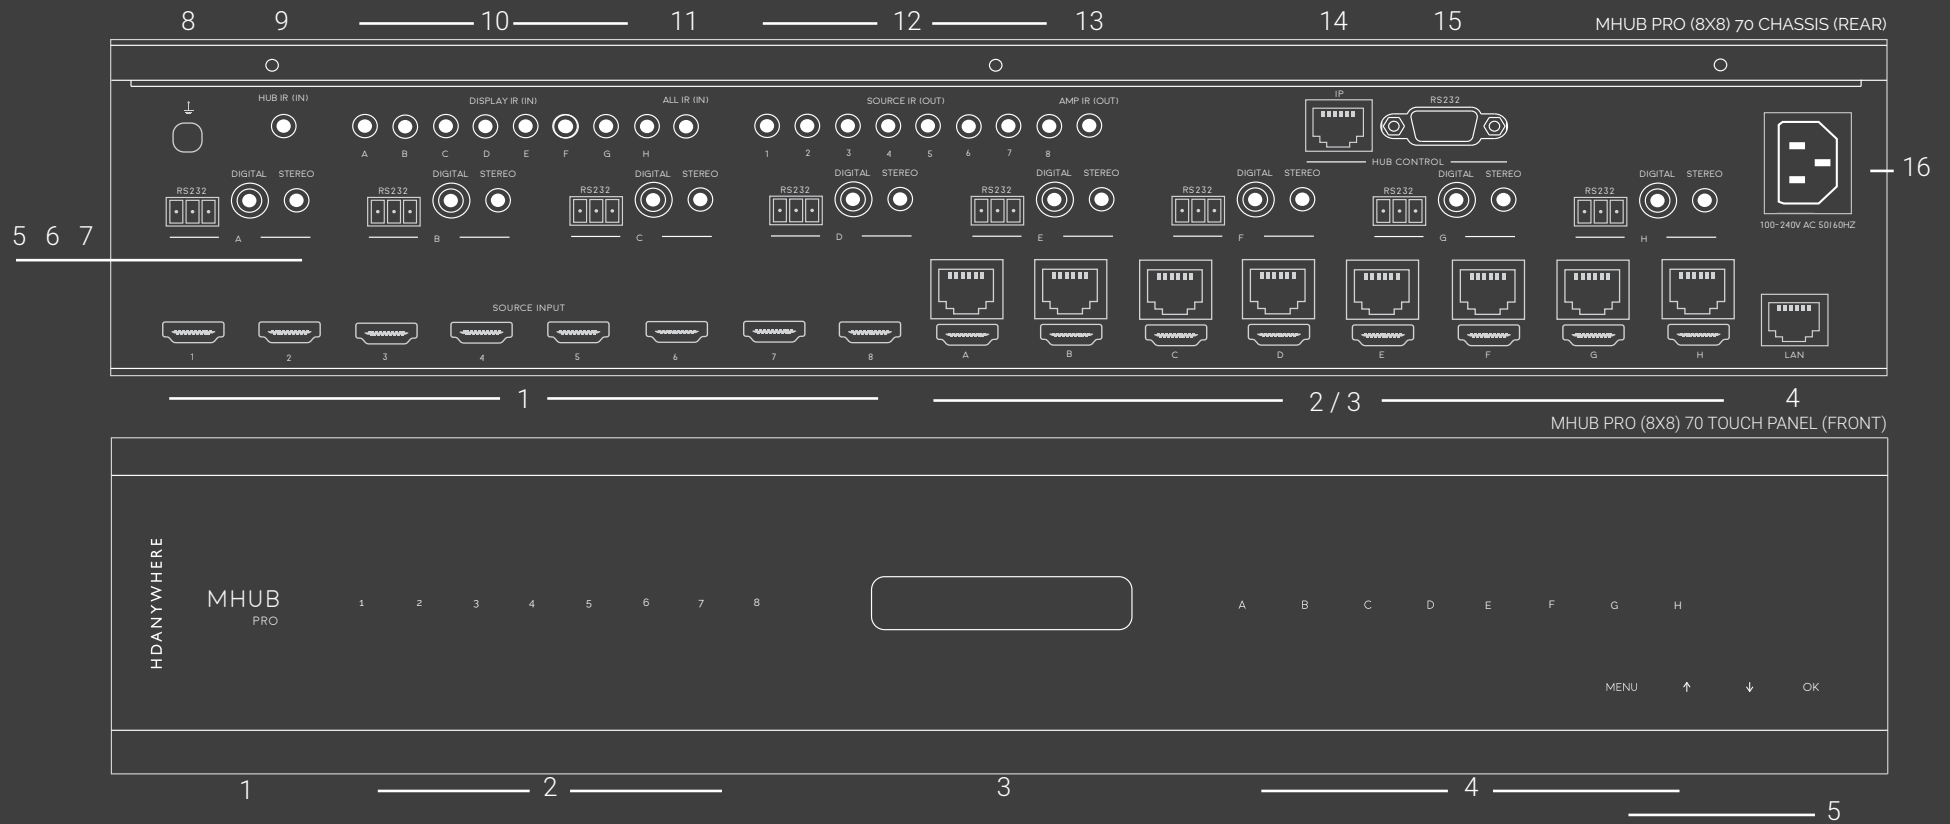 8 9 10 11 12 13 14 15 MHUB PRO (8X8) 70 CHASSIS (REAR)
HUB IR (IN) DISPLAY IR (IN) ALL IR (IN) SOURCE IR (OUT) AMP IR (OUT) IP RS232
A B C D E F G H 1 2 3 4 5 6 7 8
HUB CONTROL
16
RS232 DIGITAL STEREO RS232 DIGITAL STEREO RS232 DIGITAL STEREO RS232 DIGITAL STEREO RS232 DIGITAL STEREO RS232 DIGITAL STEREO RS232 DIGITAL STEREO RS232 DIGITAL STEREO
100-240V AC 50/60HZ
5 6 7 A B C D E F G H
SOURCE INPUT
1 2 3 4 5 6 7 8 A B C D E F G H LAN
1 2 / 3 4
MHUB PRO (8X8) 70 TOUCH PANEL (FRONT)
HDANYWHERE
MHUB 1 2 3 4 5 6 7 8 A B C D E F G H
PRO
MENU ↑ ↓ OK
1 2 3 4
5